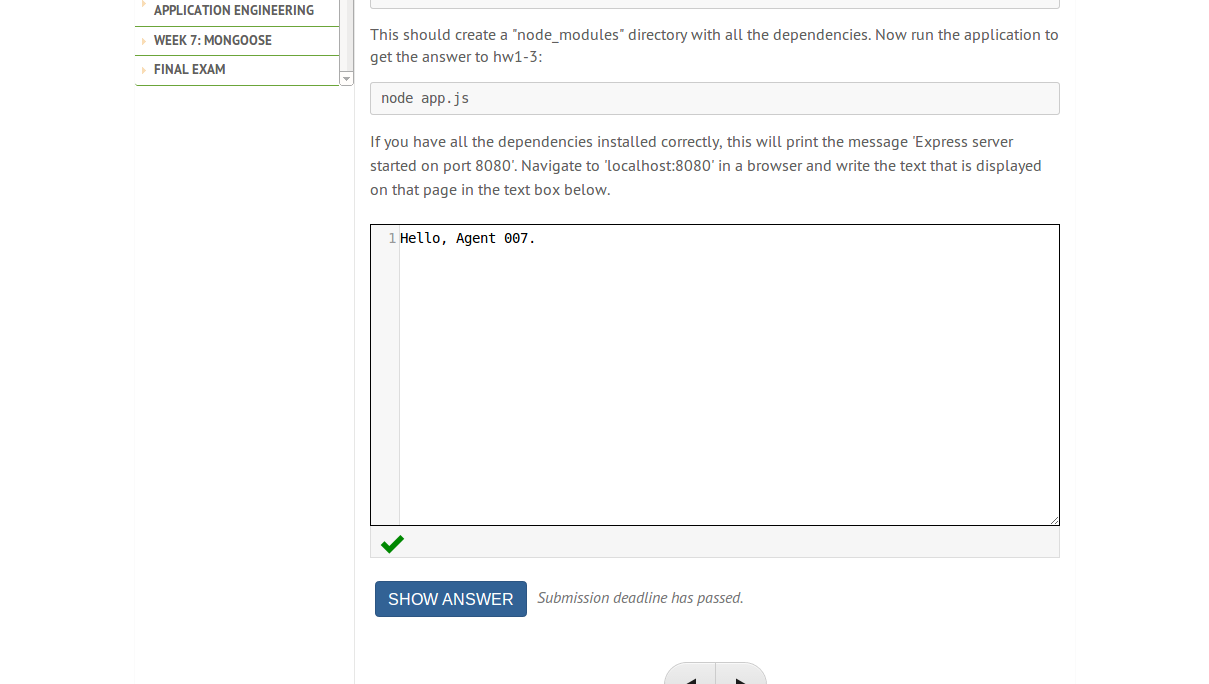 APPLICATION ENGINEERING
WEEK 7: MONGOOSE
FINAL EXAM
This should create a "node_modules" directory with all the dependencies. Now run the application to
get the answer to hw1-3:
node app.js
If you have all the dependencies installed correctly, this will print the message 'Express server
started on port 8080'. Navigate to 'localhost:8080' in a browser and write the text that is displayed
on that page in the text box below.
1 Hello, Agent 007.
SHOW ANSWER Submission deadline has passed.